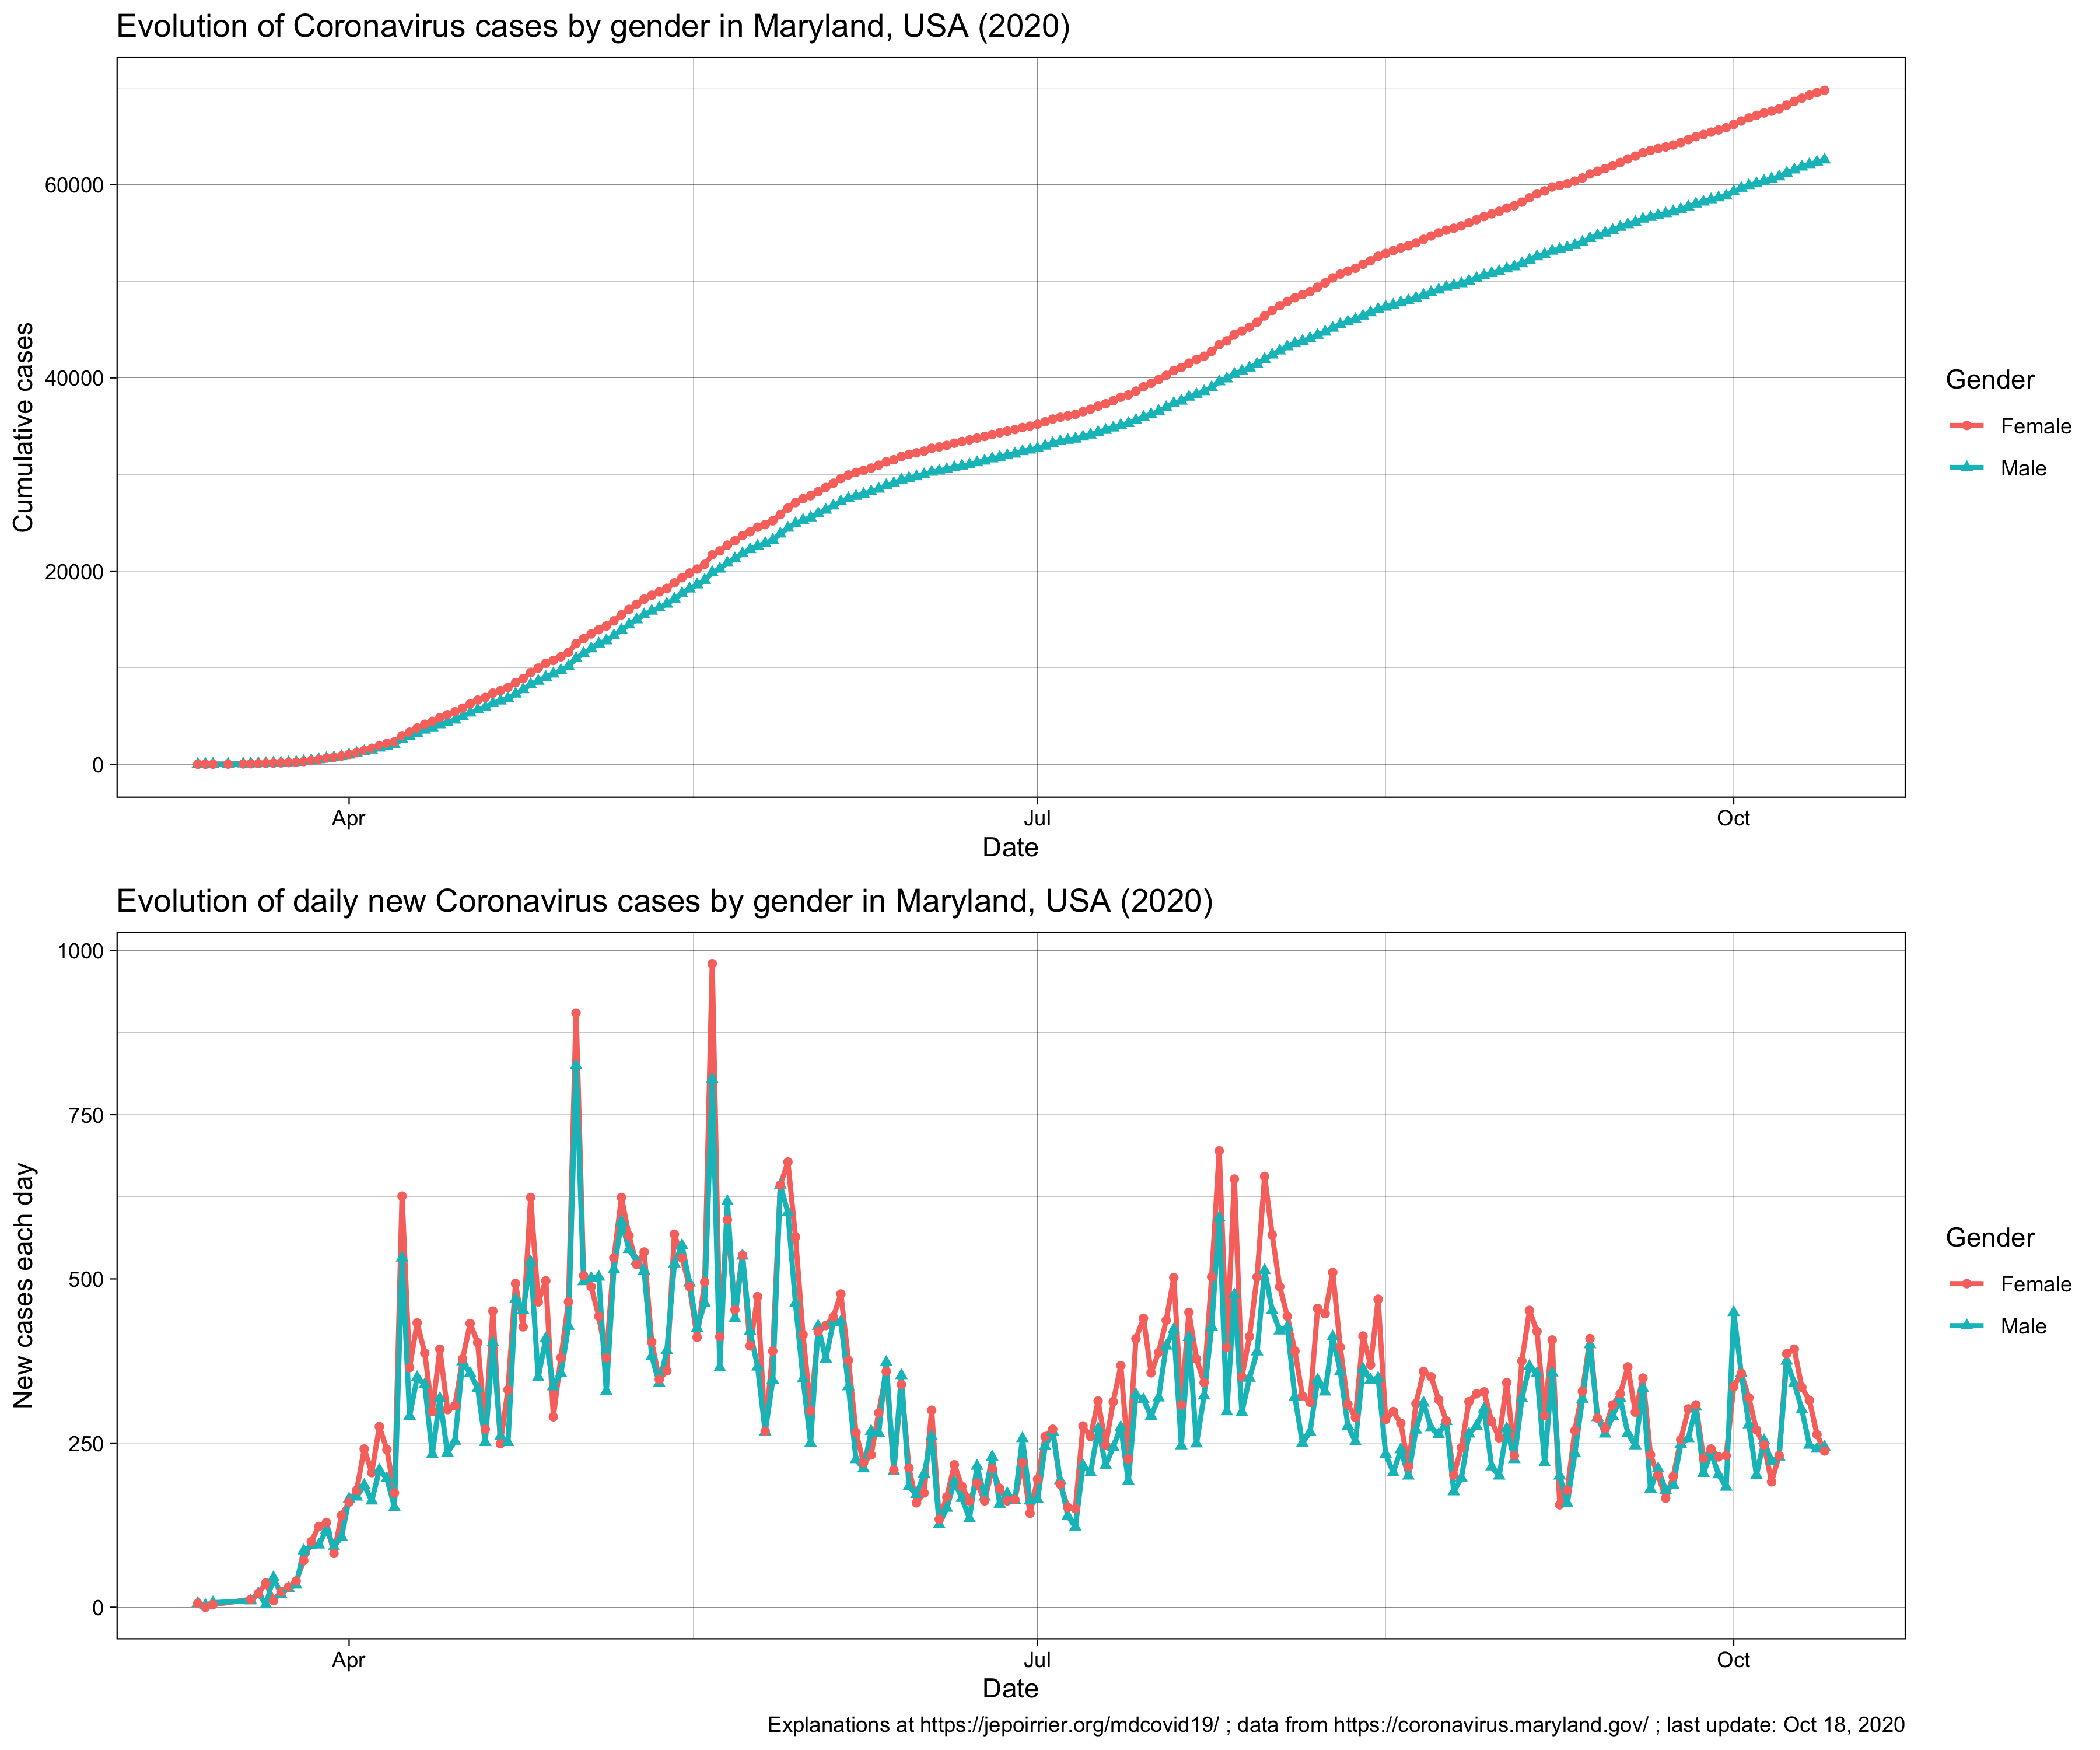 Evolution of Coronavirus cases by gender in Maryland, USA (2020)
Cumulative cases
60000
40000
20000
0
Apr
Jul
Oct
Date
Gender
Female
Male
Evolution of daily new Coronavirus cases by gender in Maryland, USA (2020)
New cases each day
1000
750
500
250
0
Apr
Jul
Oct
Date
Gender
Female
Male
Explanations at https://jepoirrier.org/mdcovid19/ ; data from https://coronavirus.maryland.gov/ ; last update: Oct 18, 2020